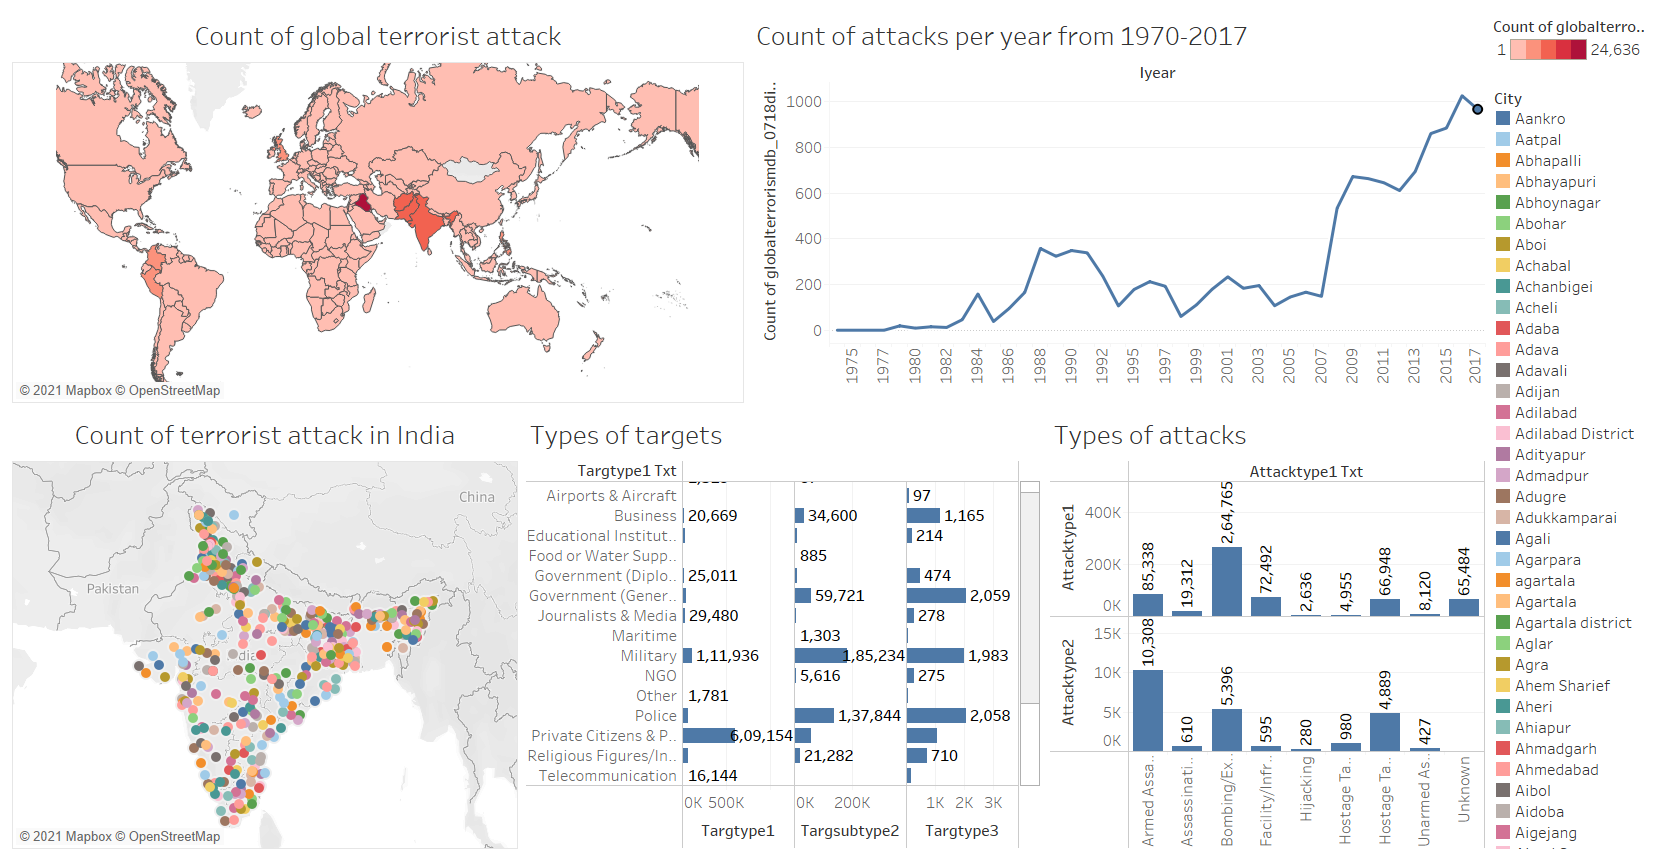 Count of global terrorist attack
© 2021 Mapbox © OpenStreetMap
Count of attacks per year from 1970-2017
Iyear
Count of globalterrorismdb_0718di..
1000
800
600
400
200
0
1975
1977
1980
1982
1984
1986
1988
1990
1992
1995
1997
1999
2001
2003
2005
2007
2009
2011
2013
2015
2017
Count of globalterro..
1 24,636
City
Aankro
Aatpal
Abhapalli
Abhayapuri
Abhoynagar
Abohar
Aboi
Achabal
Achanbigei
Acheli
Adaba
Adava
Adavali
Adijan
Adilabad
Adilabad District
Adityapur
Admadpur
Adugre
Adukkamparai
Agali
Agarpara
agartala
Agartala
Agartala district
Aglar
Agra
Ahem Sharief
Aheri
Ahiapur
Ahmadgarh
Ahmedabad
Aibol
Aidoba
Aigejang
Count of terrorist attack in India
China
Pakistan
© 2021 Mapbox © OpenStreetMap
Types of targets
Targtype1 Txt
Airports & Aircraft 97
Business 20,669 34,600 1,165
Educational Institut.. 214
Food or Water Supp.. 885
Government (Diplo.. 25,011 474
Government (Gener.. 59,721 2,059
Journalists & Media 29,480 278
Maritime 1,303
Military 1,11,936 1,85,234 1,983
NGO 5,616 275
Other 1,781
Police 1,37,844 2,058
Private Citizens & P.. 6,09,154
Religious Figures/In.. 21,282 710
Telecommunication 16,144
0K 500K 0K 200K 1K 2K 3K
Targtype1 Targsubtype2 Targtype3
Types of attacks
Attacktype1 Txt
Attacktype1
400K
200K
0K
85,338
19,312
2,64,765
72,492
2,636
4,955
66,948
8,120
65,484
Attacktype2
15K
10K
5K
0K
10,308
610
5,396
595
280
980
4,889
427
Armed Assa..
Assassinati..
Bombing/Ex..
Facility/Infr..
Hijacking
Hostage Ta..
Hostage Ta..
Unarmed As..
Unknown